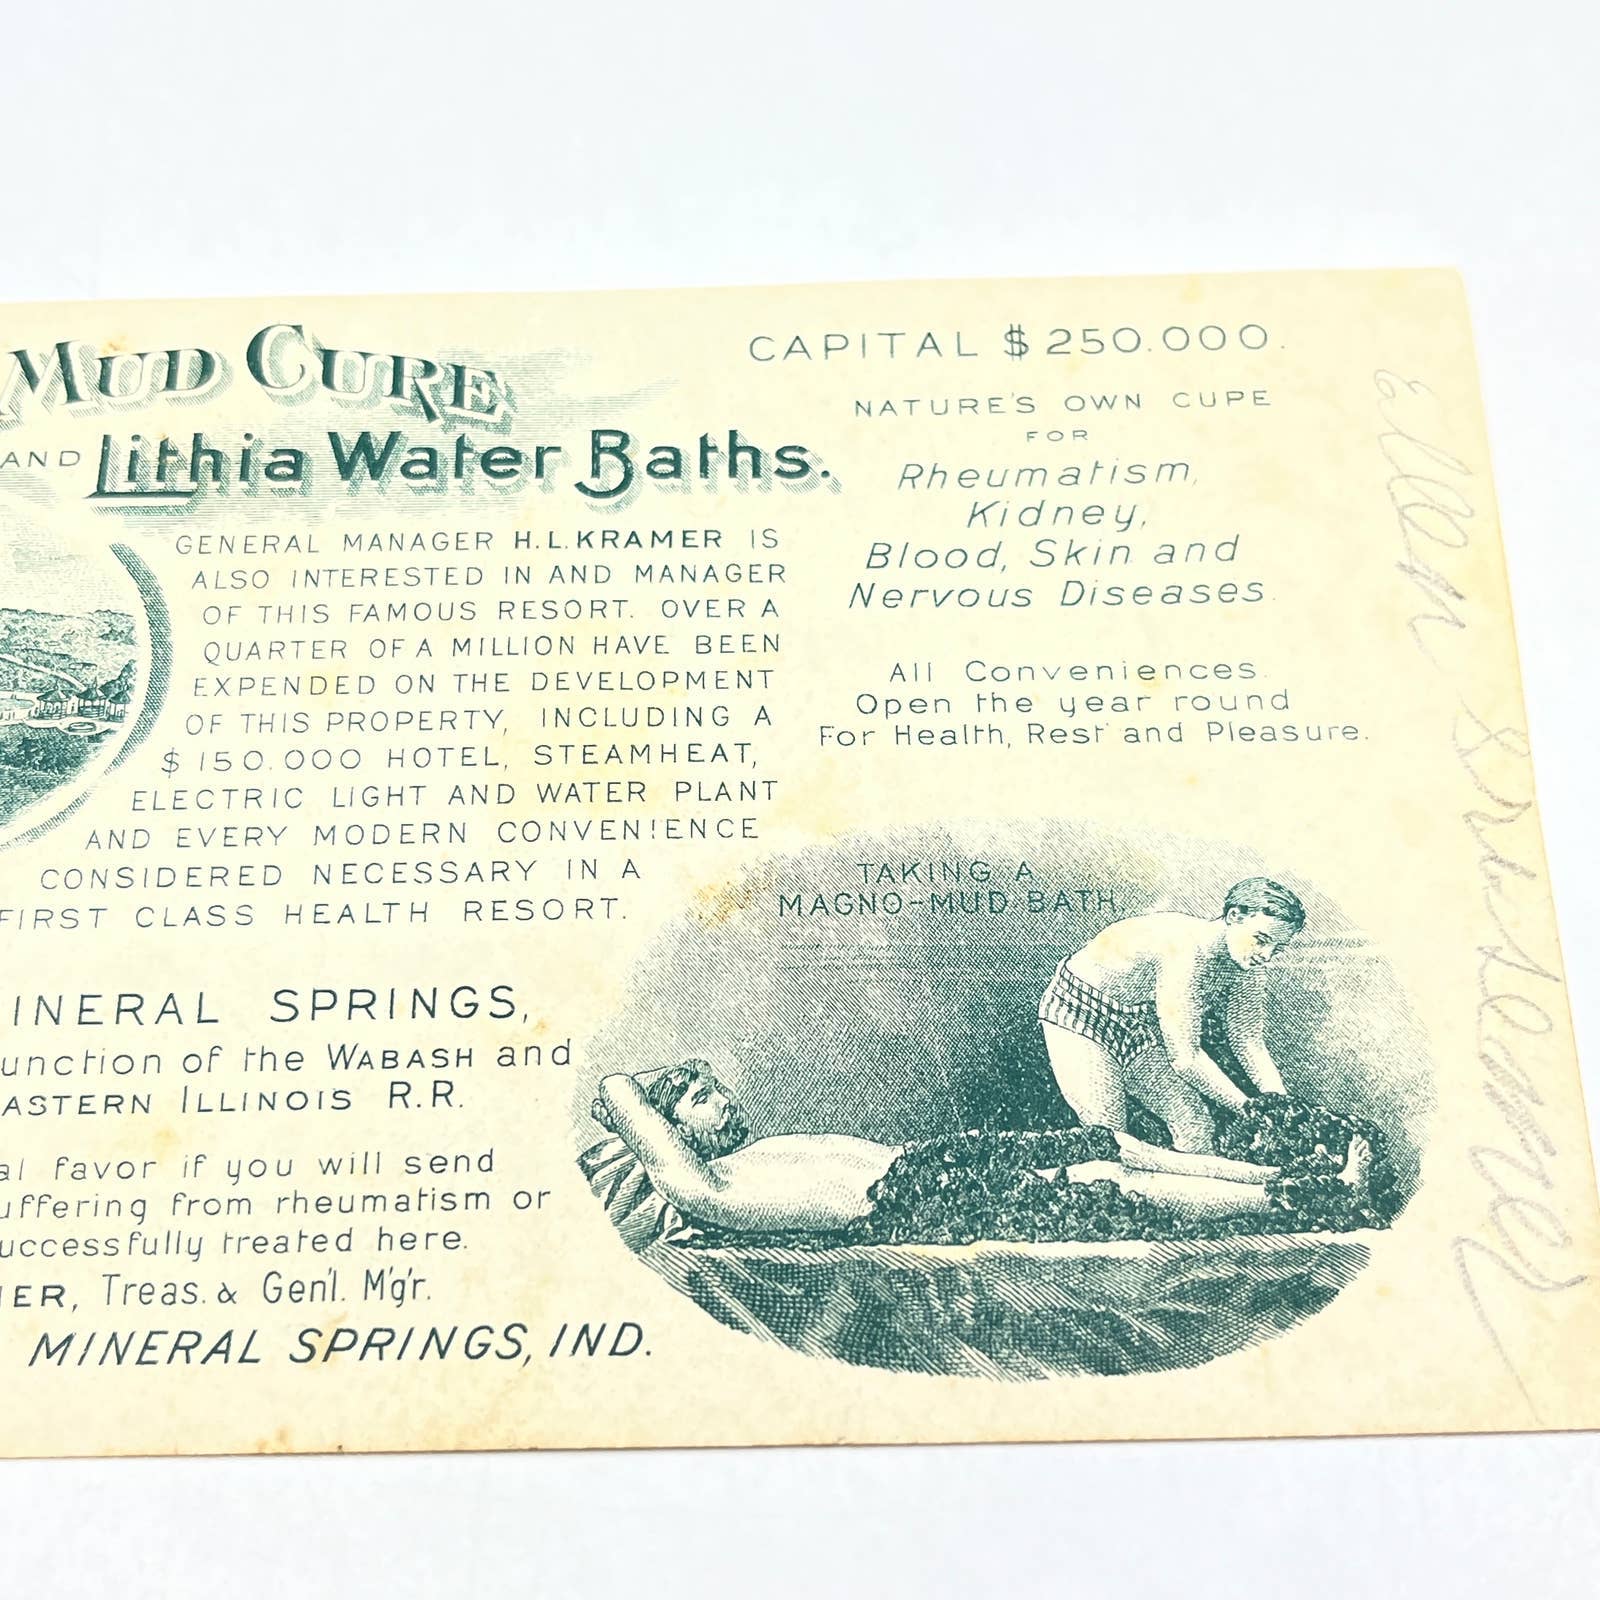 MUD CURE
AND Lithia Water Baths.
GENERAL MANAGER H.L.KRAMER IS
ALSO INTERESTED IN AND MANAGER
OF THIS FAMOUS RESORT. OVER A
QUARTER OF A MILLION HAVE BEEN
EXPENDED ON THE DEVELOPMENT
OF THIS PROPERTY, INCLUDING A
$150.000 HOTEL, STEAMHEAT,
ELECTRIC LIGHT AND WATER PLANT
AND EVERY MODERN CONVENIENCE
CONSIDERED NECESSARY IN A
FIRST CLASS HEALTH RESORT.
INERAL SPRINGS,
unction of the WABASH and
ASTERN ILLINOIS R.R.
al favor if you will send
uffering from rheumatism or
uccessfully treated here.
ER, Treas. & Gen'l. M'g'r.
MINERAL SPRINGS, IND.
CAPITAL $250.000.
NATURE'S OWN CUPE
FOR
Rheumatism,
Kidney,
Blood, Skin and
Nervous Diseases.
All Conveniences.
Open the year round
For Health, Rest and Pleasure.
TAKING A
MAGNO-MUD BATH.